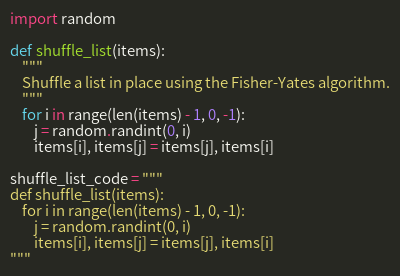 import random

def shuffle_list(items):
    """
    Shuffle a list in place using the Fisher-Yates algorithm.
    """
    for i in range(len(items) - 1, 0, -1):
        j = random.randint(0, i)
        items[i], items[j] = items[j], items[i]

shuffle_list_code = """
def shuffle_list(items):
    for i in range(len(items) - 1, 0, -1):
        j = random.randint(0, i)
        items[i], items[j] = items[j], items[i]
"""